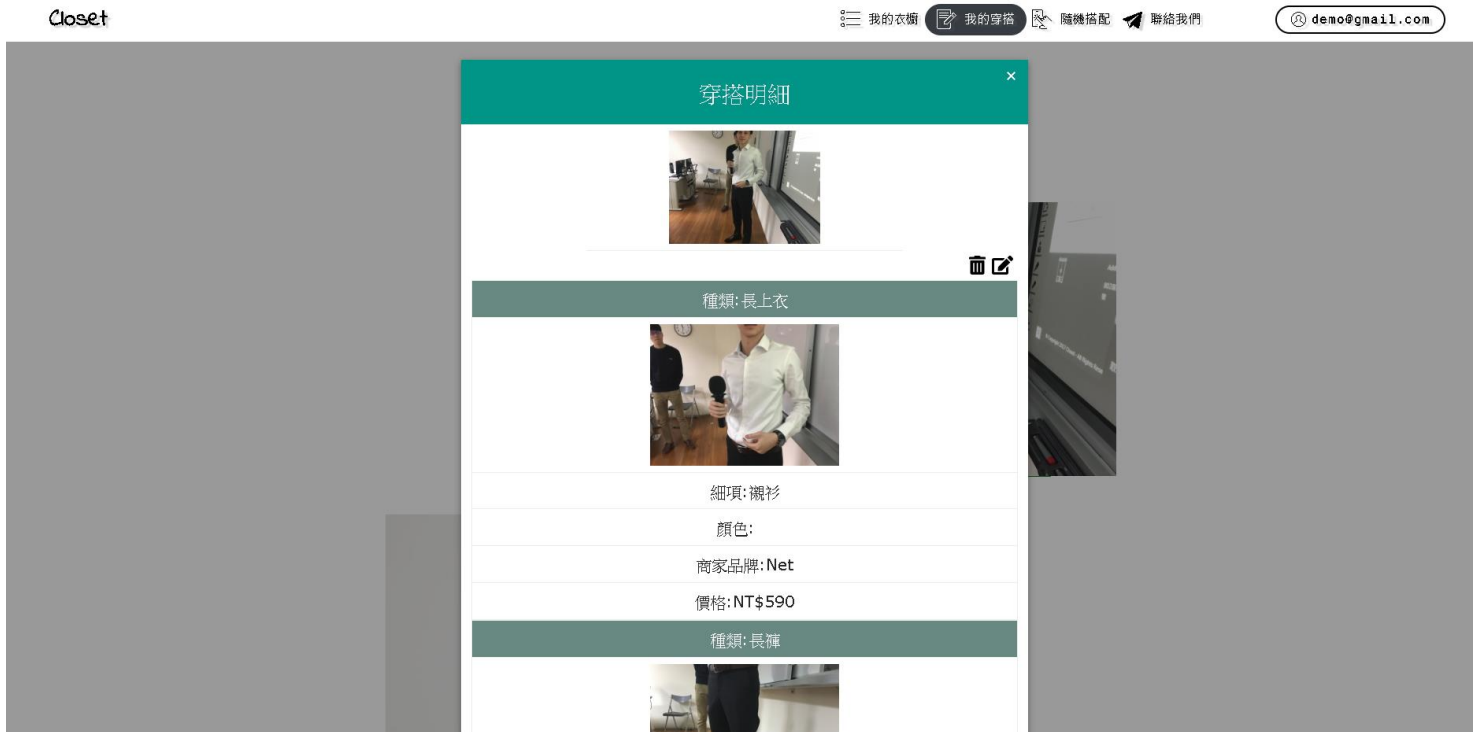 Closet
我的衣櫥
我的穿搭
隨機搭配
聯絡我們
demo@gmail.com
×
穿搭明細
種類:長上衣
細項:襯衫
顏色:
商家品牌:Net
價格:NT$590
種類:長褲